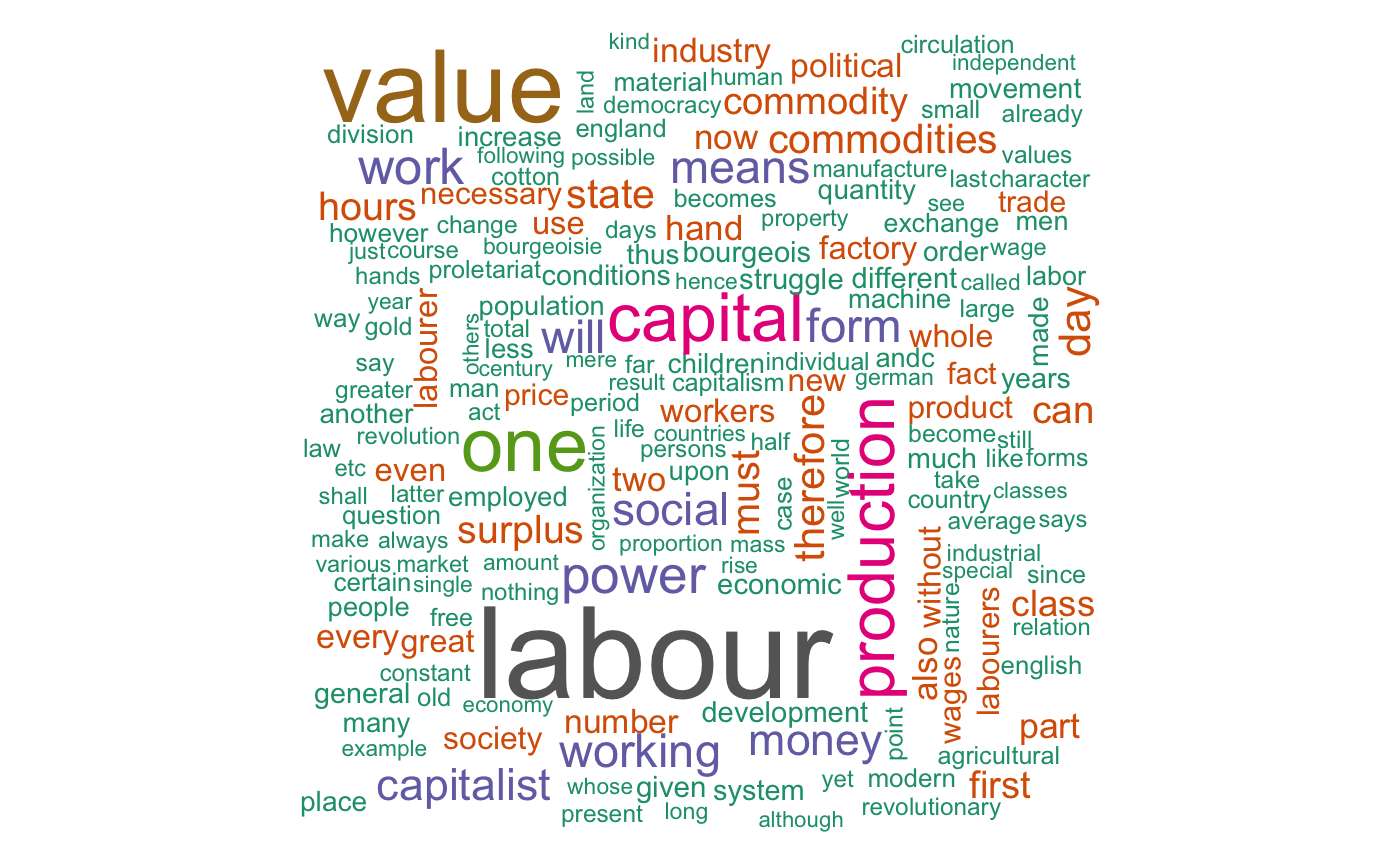 kind industry circulation
value land material human political independent
democracy commodity small movement already
division increase england now commodities
work following possible means manufacture values
cotton quantity last character
hours necessary state becomes see trade
however change use days hand property exchange men
just course bourgeoisie thus bourgeois factory order wage
hands proletariat conditions hence struggle different called labor
year labourer population capital machine large made day
way gold others total will form whole
say less
century mere far children individual andc
greater man result capitalism new german fact years
another act price period workers therefore production product can
law revolution one organization life countries half become still
etc even persons must world much like forms
shall latter employed two upon case well take country classes
question surplus social average says
make always proportion mass without industrial
various market amount power rise economic special since
certain single nothing nature
people free labour also labourers class
every great relation
constant wages english
general old economy development point
many number part
example society working money agricultural
capitalist whose given system yet modern first
place present long although revolutionary